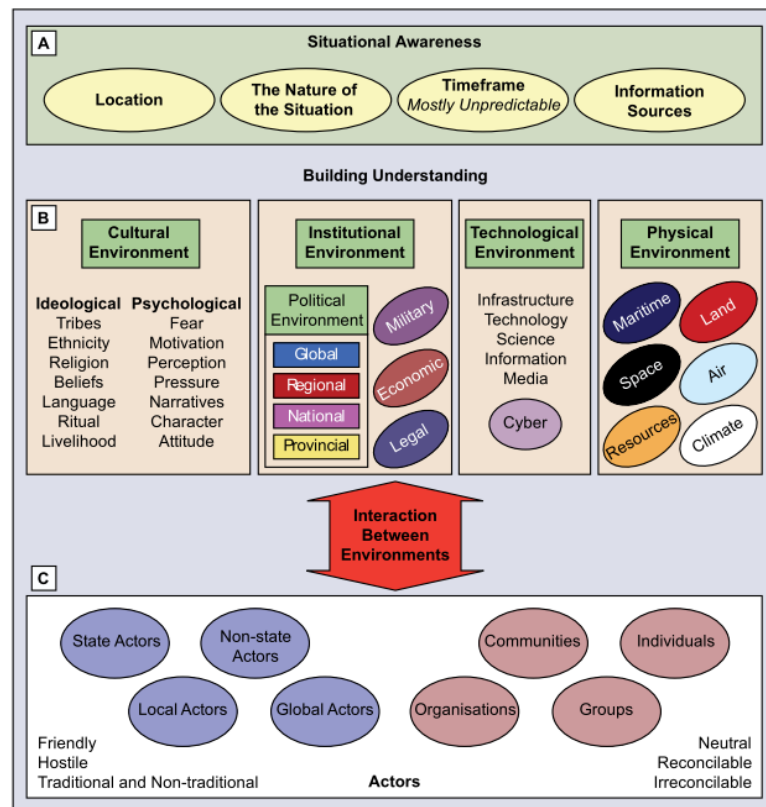 A
Situational Awareness
Location
The Nature of
the Situation
Timeframe
Mostly Unpredictable
Information
Sources
Building Understanding
B
Cultural
Environment
Ideological
Tribes
Ethnicity
Religion
Beliefs
Language
Ritual
Livelihood
Psychological
Fear
Motivation
Perception
Pressure
Narratives
Character
Attitude
Institutional
Environment
Political
Environment
Global
Regional
National
Provincial
Military
Economic
Legal
Technological
Environment
Infrastructure
Technology
Science
Information
Media
Cyber
Physical
Environment
Maritime
Land
Space
Air
Resources
Climate
Interaction
Between
Environments
C
State Actors
Non-state
Actors
Communities
Individuals
Local Actors
Global Actors
Organisations
Groups
Friendly
Hostile
Traditional and Non-traditional
Actors
Neutral
Reconcilable
Irreconcilable